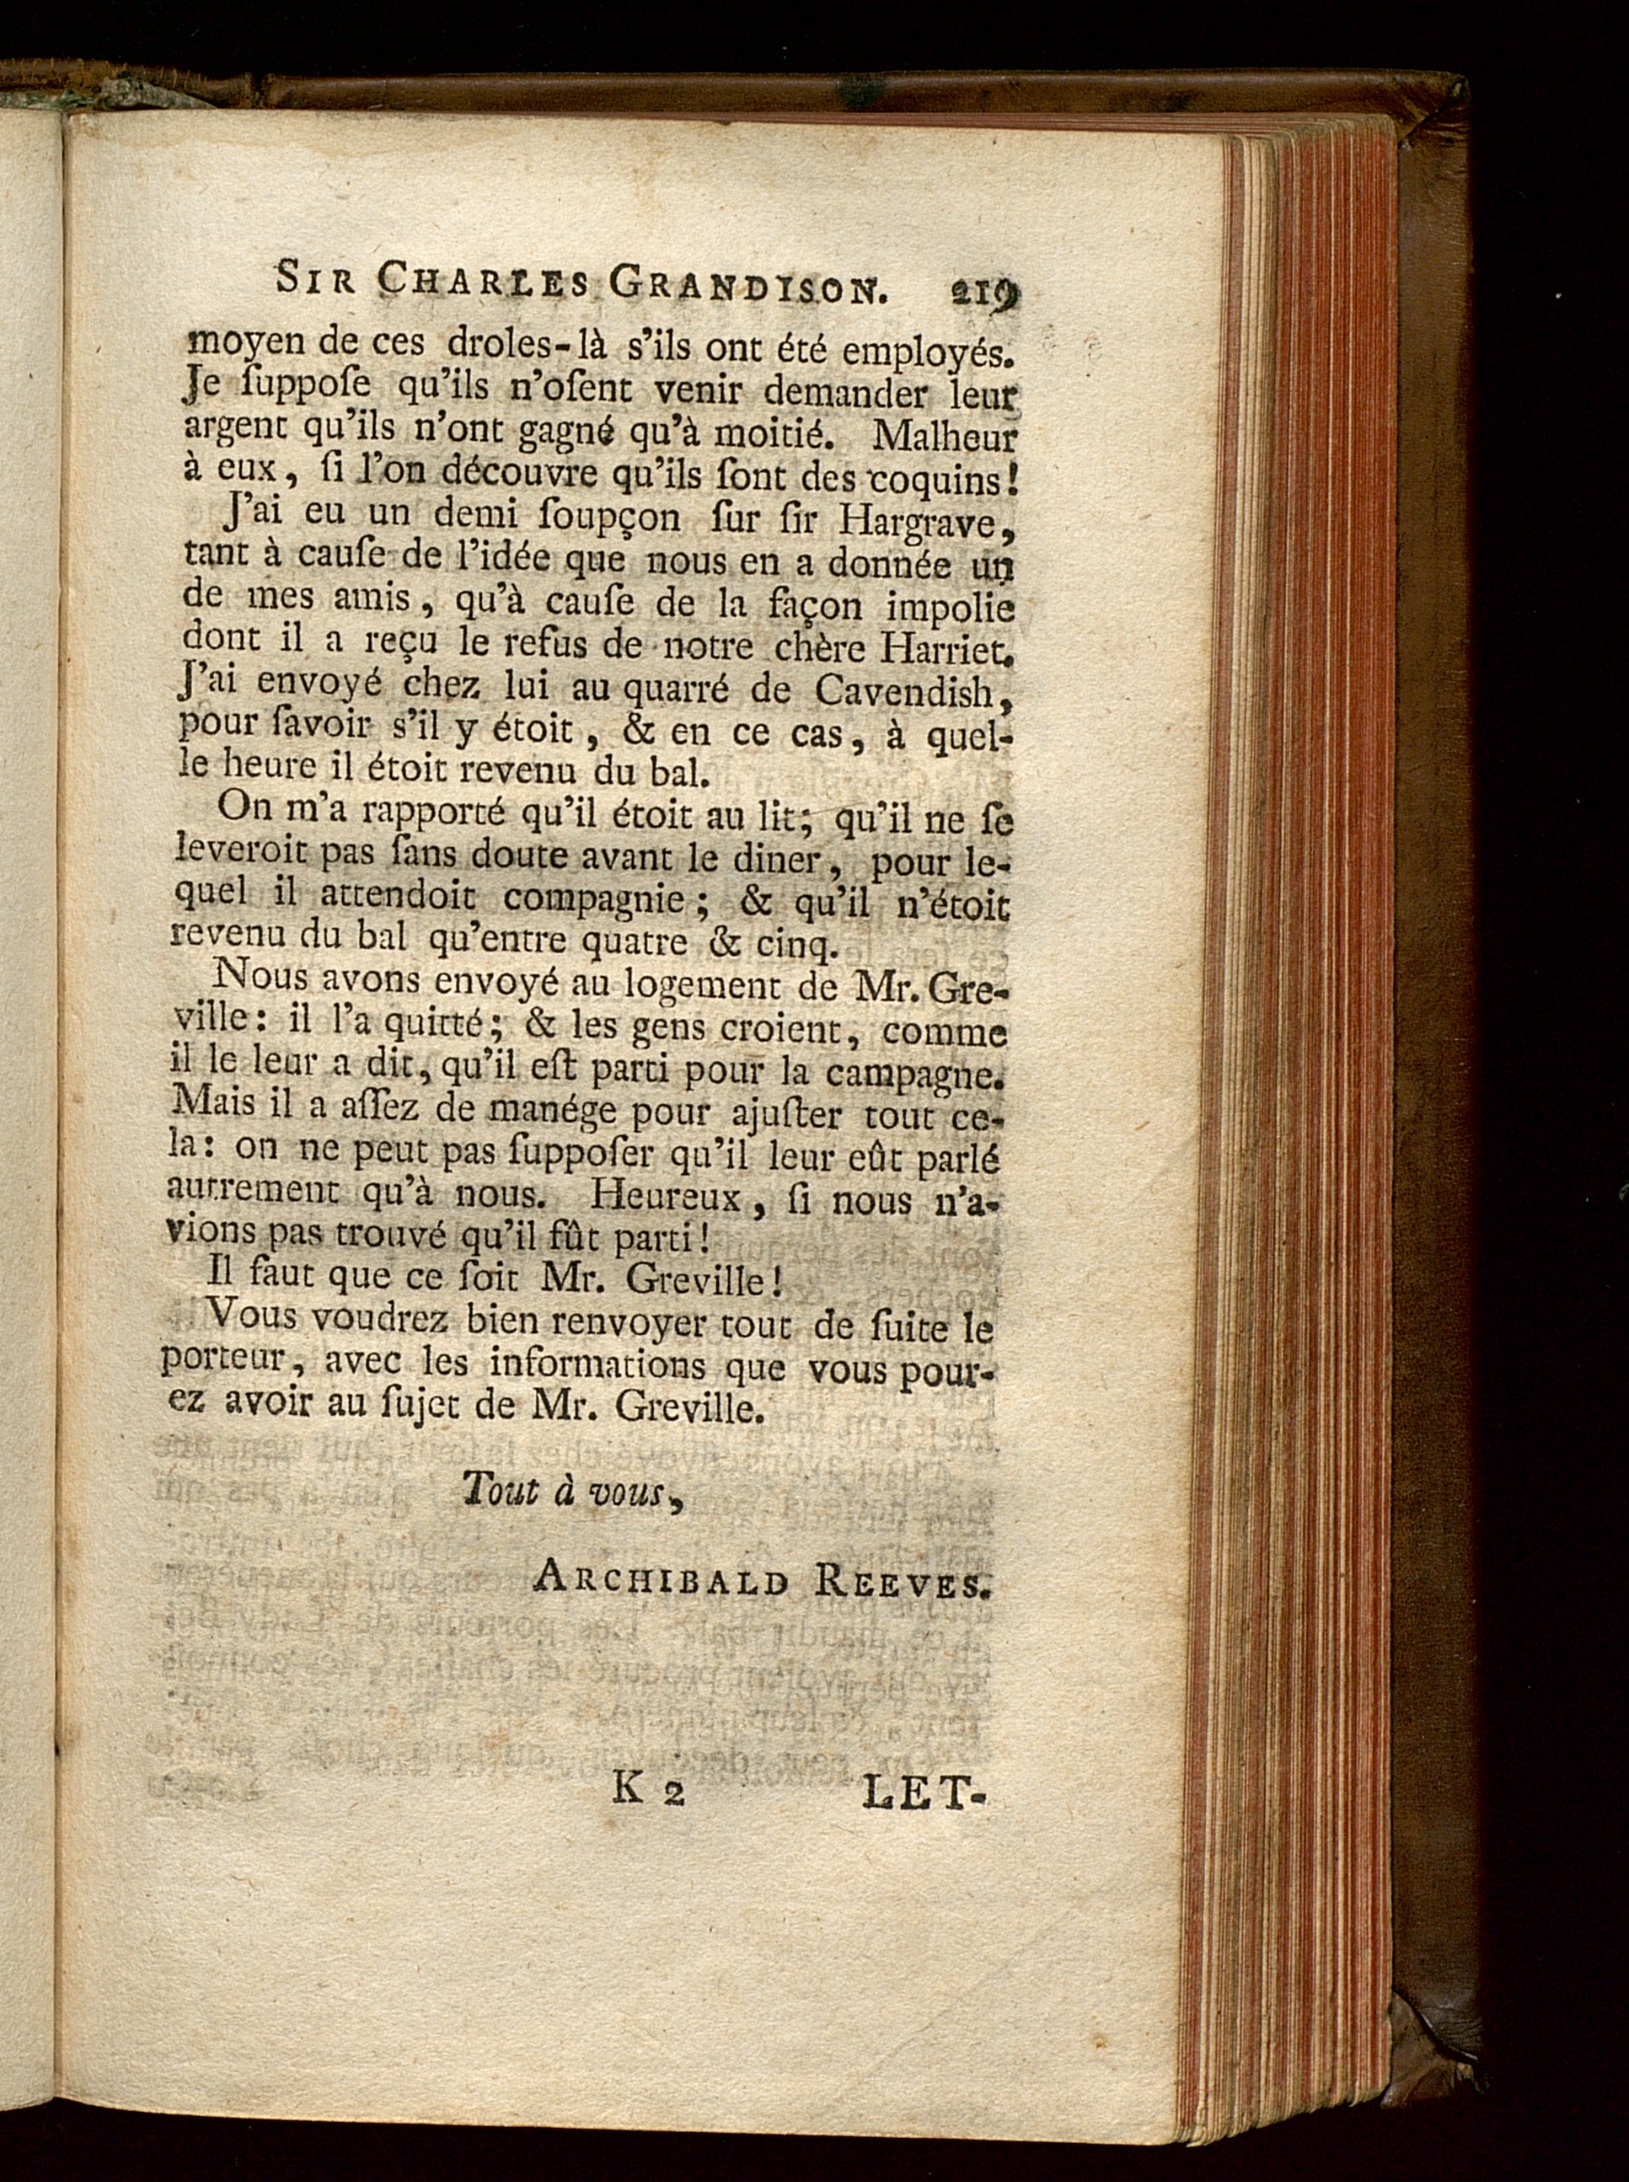 SIR CHARLES GRANDISON. 219
moyen de ces droles-là s'ils ont été employés.
Je ſuppoſe qu'ils n'oſent venir demander leur
argent qu'ils n'ont gagné qu'à moitié. Malheur
à eux, ſi l'on découvre qu'ils ſont des coquins!
J'ai eu un demi ſoupçon ſur ſir Hargrave,
tant à cauſe de l'idée que nous en a donnée un
de mes amis, qu'à cauſe de la façon impolie
dont il a reçu le refus de notre chère Harriet.
J'ai envoyé chez lui au quarré de Cavendish,
pour ſavoir s'il y étoit, & en ce cas, à quel-
le heure il étoit revenu du bal.
On m'a rapporté qu'il étoit au lit; qu'il ne ſe
leveroit pas ſans doute avant le diner, pour le-
quel il attendoit compagnie; & qu'il n'étoit
revenu du bal qu'entre quatre & cinq.
Nous avons envoyé au logement de Mr. Gre-
ville: il l'a quitté; & les gens croient, comme
il le leur a dit, qu'il eſt parti pour la campagne.
Mais il a aſſez de manége pour ajuſter tout ce-
la: on ne peut pas ſuppoſer qu'il leur eût parlé
autrement qu'à nous. Heureux, ſi nous n'a-
vions pas trouvé qu'il fût parti!
Il faut que ce ſoit Mr. Greville!
Vous voudrez bien renvoyer tout de ſuite le
porteur, avec les informations que vous pour-
ez avoir au ſujet de Mr. Greville.
Tout à vous,
ARCHIBALD REEVES.
K 2 LET-